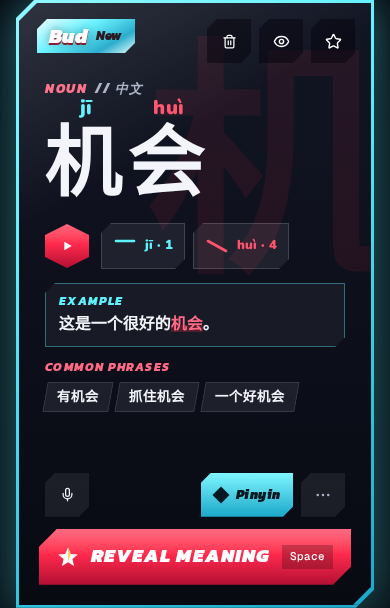 Bud New
NOUN // 中文
jī huì
机会
jī · 1 huì · 4
EXAMPLE
这是一个很好的机会。
COMMON PHRASES
有机会 抓住机会 一个好机会
Pinyin ...
REVEAL MEANING Space